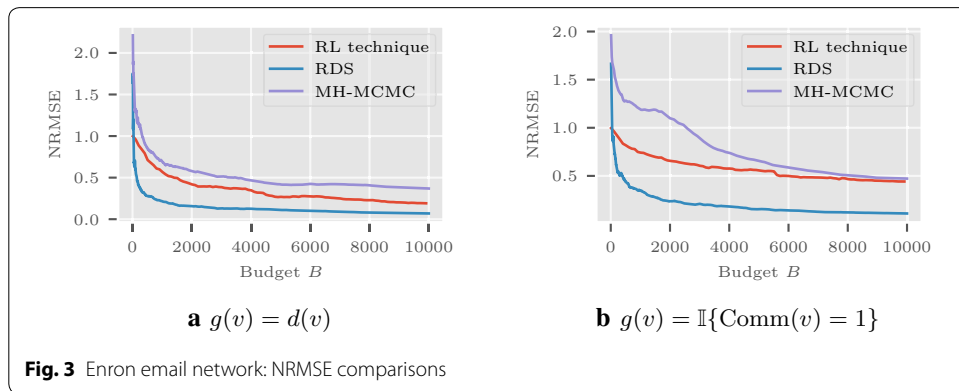 2.0
1.5
1.0
0.5
0.0
NRMSE
RL technique
RDS
MH-MCMC
0 2000 4000 6000 8000 10000
Budget B
a g(v) = d(v)
2.0
1.5
1.0
0.5
NRMSE
RL technique
RDS
MH-MCMC
0 2000 4000 6000 8000 10000
Budget B
b g(v) = 𝕀{Comm(v) = 1}
Fig. 3 Enron email network: NRMSE comparisons